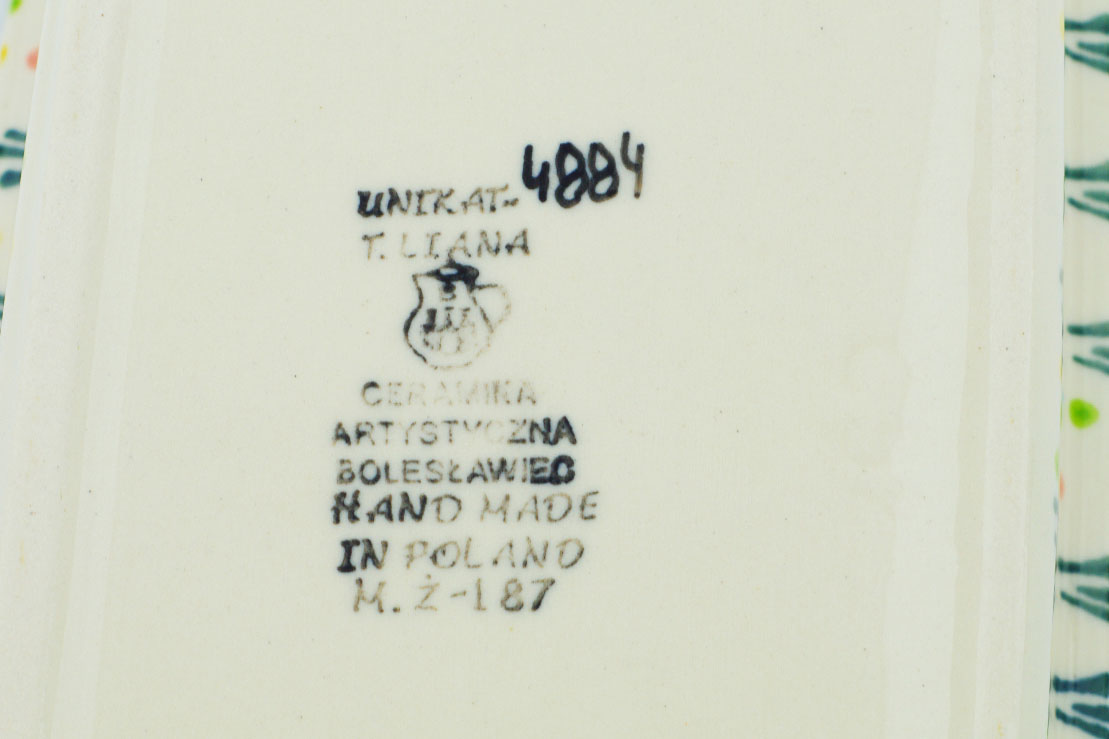 UNIKAT- 4884
T. LIANA
CERAMIKA
ARTYSTYCZNA
BOLESŁAWIEC
HAND MADE
IN POLAND
M. Ż-187